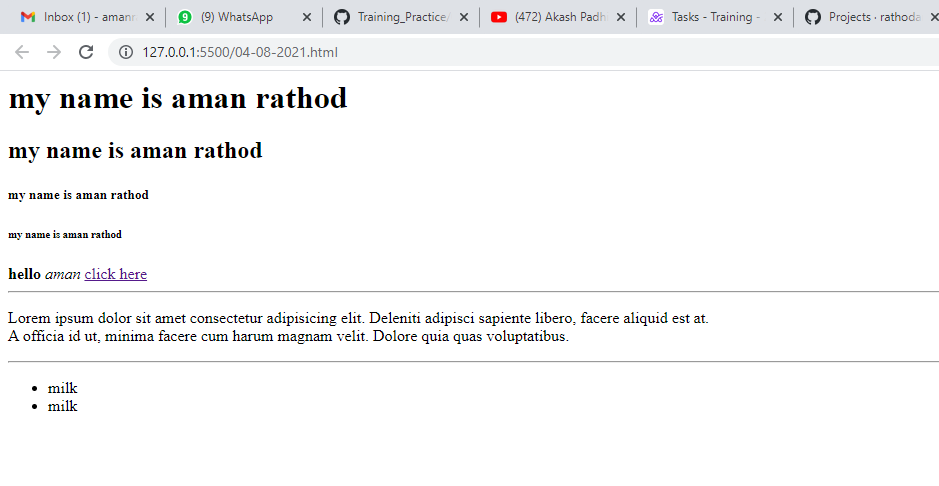 Inbox (1) - aman
(9) WhatsApp
Training_Practice/
(472) Akash Padh
Tasks - Training -
Projects · rathoda
127.0.0.1:5500/04-08-2021.html
my name is aman rathod
my name is aman rathod
my name is aman rathod
my name is aman rathod
hello aman click here
Lorem ipsum dolor sit amet consectetur adipisicing elit. Deleniti adipisci sapiente libero, facere aliquid est at.
A officia id ut, minima facere cum harum magnam velit. Dolore quia quas voluptatibus.
milk
milk